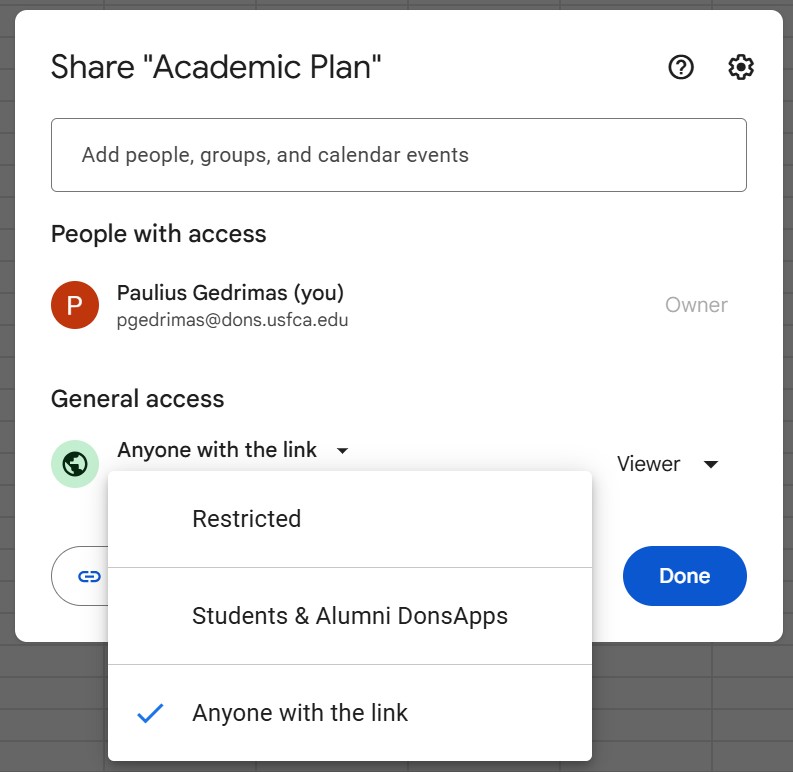 Share "Academic Plan"
Add people, groups, and calendar events
People with access
P
Paulius Gedrimas (you)
pgedrimas@dons.usfca.edu
Owner
General access
Anyone with the link
Viewer
Restricted
Students & Alumni DonsApps
Anyone with the link
Done